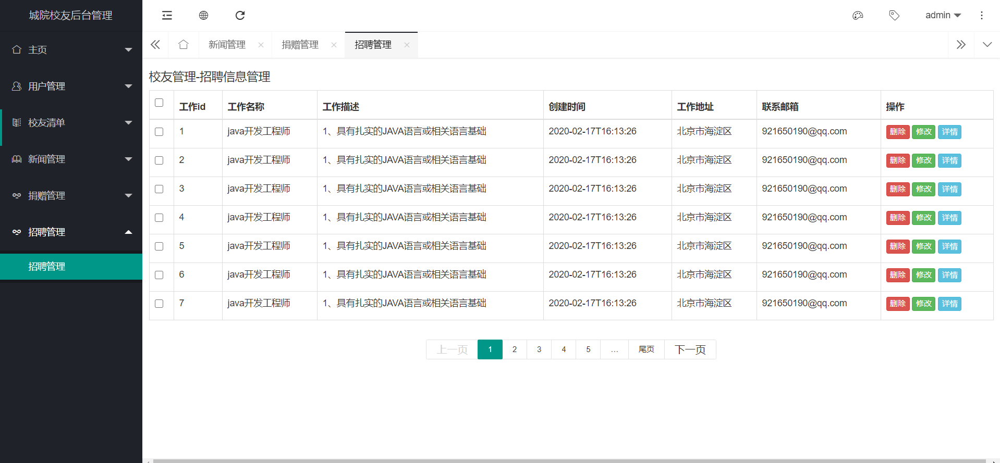 城院校友后台管理
主页
用户管理
校友清单
新闻管理
捐赠管理
招聘管理
招聘管理
admin
新闻管理 捐赠管理 招聘管理
校友管理-招聘信息管理
工作id 工作名称 工作描述 创建时间 工作地址 联系邮箱 操作
1 java开发工程师 1、具有扎实的JAVA语言或相关语言基础 2020-02-17T16:13:26 北京市海淀区 921650190@qq.com 删除 修改 详情
2 java开发工程师 1、具有扎实的JAVA语言或相关语言基础 2020-02-17T16:13:26 北京市海淀区 921650190@qq.com 删除 修改 详情
3 java开发工程师 1、具有扎实的JAVA语言或相关语言基础 2020-02-17T16:13:26 北京市海淀区 921650190@qq.com 删除 修改 详情
4 java开发工程师 1、具有扎实的JAVA语言或相关语言基础 2020-02-17T16:13:26 北京市海淀区 921650190@qq.com 删除 修改 详情
5 java开发工程师 1、具有扎实的JAVA语言或相关语言基础 2020-02-17T16:13:26 北京市海淀区 921650190@qq.com 删除 修改 详情
6 java开发工程师 1、具有扎实的JAVA语言或相关语言基础 2020-02-17T16:13:26 北京市海淀区 921650190@qq.com 删除 修改 详情
7 java开发工程师 1、具有扎实的JAVA语言或相关语言基础 2020-02-17T16:13:26 北京市海淀区 921650190@qq.com 删除 修改 详情
上一页 1 2 3 4 5 ... 尾页 下一页